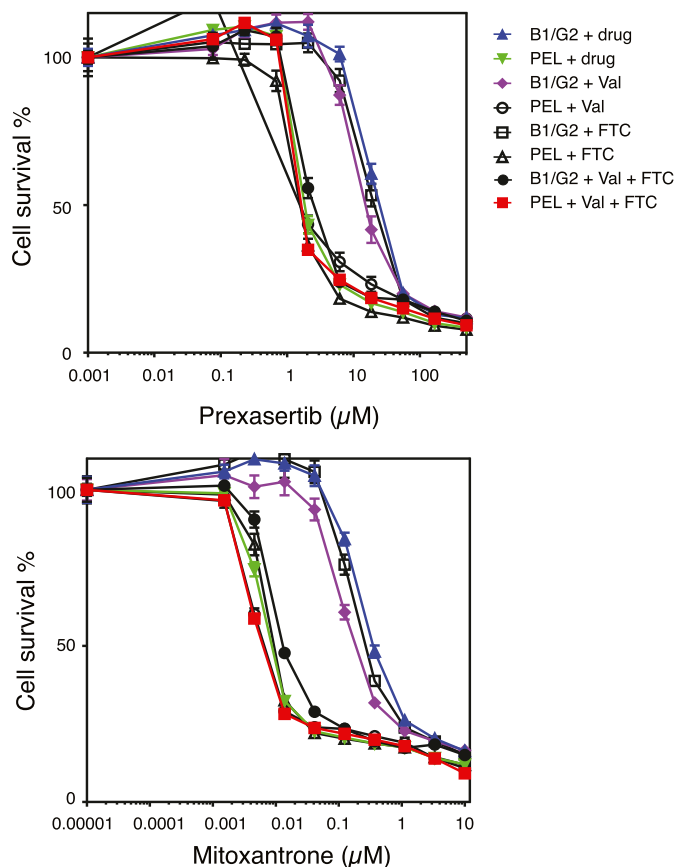 100
50
0
Cell survival %
0.001 0.01 0.1 1 10 100
Prexasertib (µM)
B1/G2 + drug
PEL + drug
B1/G2 + Val
PEL + Val
B1/G2 + FTC
PEL + FTC
B1/G2 + Val + FTC
PEL + Val + FTC
100
50
0
Cell survival %
0.00001 0.0001 0.001 0.01 0.1 1 10
Mitoxantrone (µM)